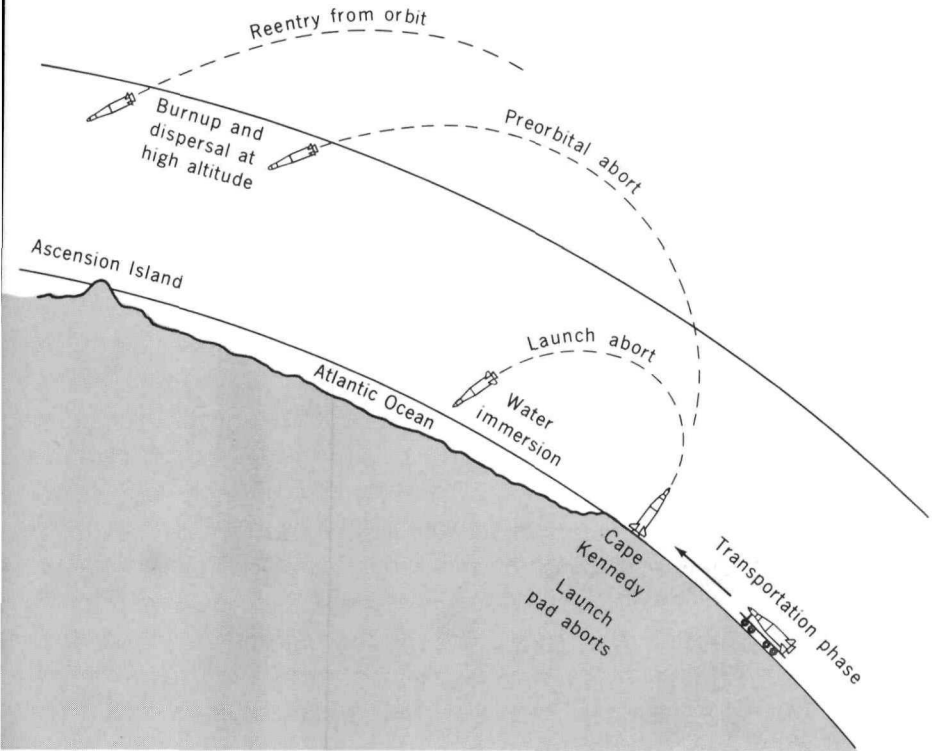 Reentry from orbit
Burnup and
dispersal at
high altitude
Preorbital abort
Ascension Island
Launch abort
Atlantic Ocean
Water
immersion
Cape
Kennedy
Launch
pad aborts
Transportation phase